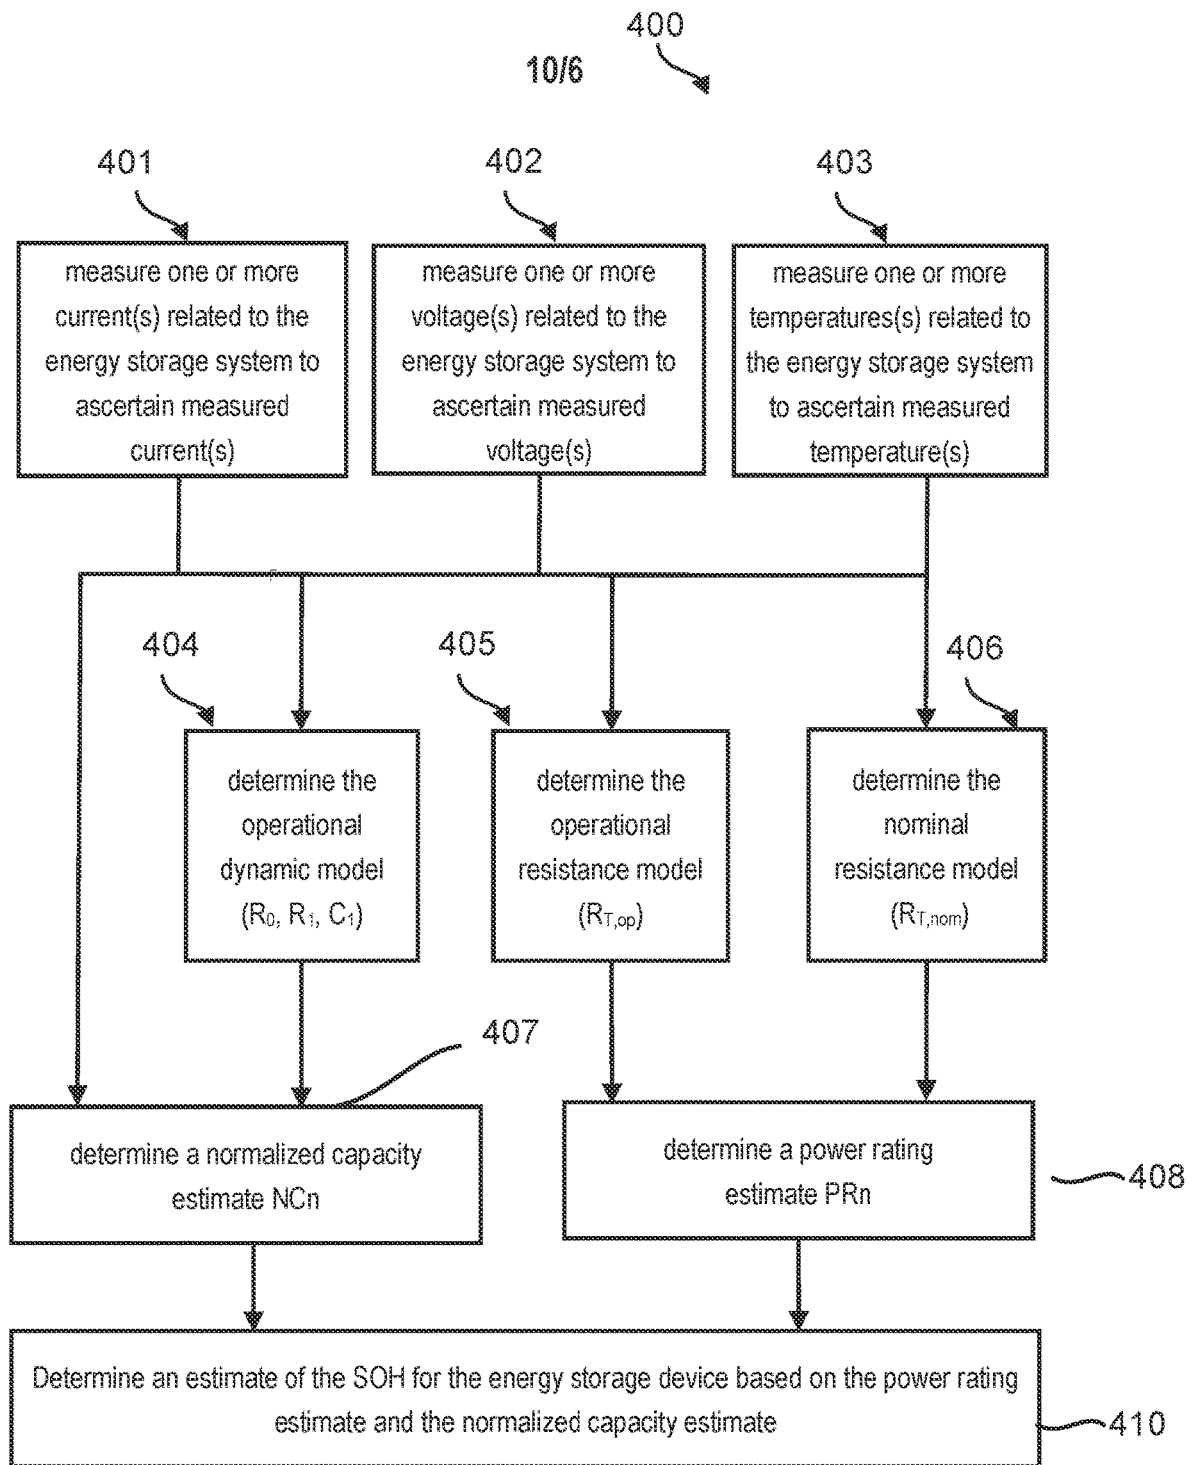 400
10/6
401
402
403
measure one or more
current(s) related to the
energy storage system to
ascertain measured
current(s)
measure one or more
voltage(s) related to the
energy storage system to
ascertain measured
voltage(s)
measure one or more
temperatures(s) related to
the energy storage system
to ascertain measured
temperature(s)
404
405
406
determine the
operational
dynamic model
(R₀, R₁, C₁)
determine the
operational
resistance model
(R_T,op)
determine the
nominal
resistance model
(R_T,nom)
407
determine a normalized capacity
estimate NCn
determine a power rating
estimate PRn
408
Determine an estimate of the SOH for the energy storage device based on the power rating
estimate and the normalized capacity estimate
410